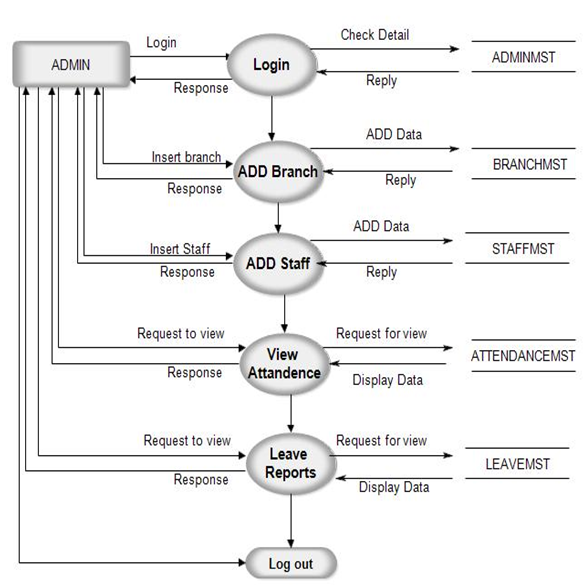 Login
Check Detail
ADMIN
Login
ADMINMST
Response
Reply
ADD Data
Insert branch
ADD Branch
BRANCHMST
Response
Reply
ADD Data
Insert Staff
ADD Staff
STAFFMST
Response
Reply
Request to view
Request for view
View
Attandence
ATTENDANCEMST
Response
Display Data
Request to view
Request for view
Leave
Reports
LEAVEMST
Response
Display Data
Log out